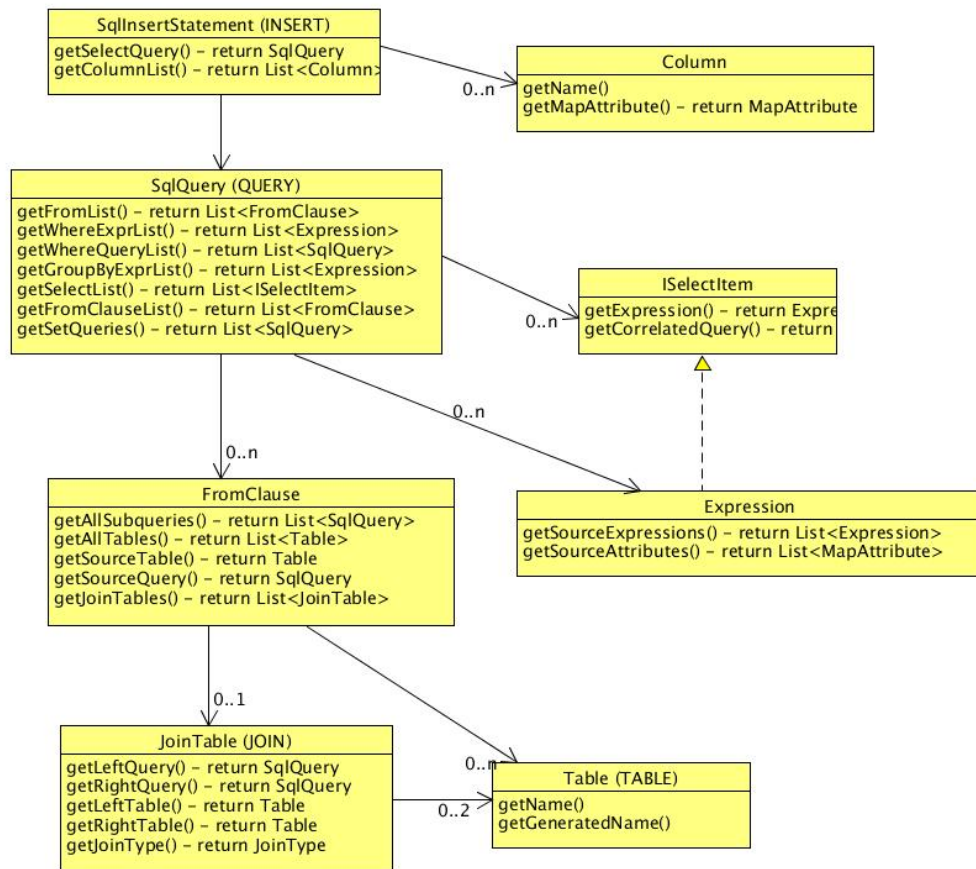 SqlInsertStatement (INSERT)
getSelectQuery() – return SqlQuery
getColumnList() – return List<Column>
Column
getName()
getMapAttribute() – return MapAttribute
0..n
SqlQuery (QUERY)
getFromList() – return List<FromClause>
getWhereExprList() – return List<Expression>
getWhereQueryList() – return List<SqlQuery>
getGroupByExprList() – return List<Expression>
getSelectList() – return List<ISelectItem>
getFromClauseList() – return List<FromClause>
getSetQueries() – return List<SqlQuery>
ISelectItem
getExpression() – return Expre
getCorrelatedQuery() – return
0..n
0..n
0..n
FromClause
getAllSubqueries() – return List<SqlQuery>
getAllTables() – return List<Table>
getSourceTable() – return Table
getSourceQuery() – return SqlQuery
getJoinTables() – return List<JoinTable>
Expression
getSourceExpressions() – return List<Expression>
getSourceAttributes() – return List<MapAttribute>
0..1
JoinTable (JOIN)
getLeftQuery() – return SqlQuery
getRightQuery() – return SqlQuery
getLeftTable() – return Table
getRightTable() – return Table
getJoinType() – return JoinType
0..n
0..2
Table (TABLE)
getName()
getGeneratedName()